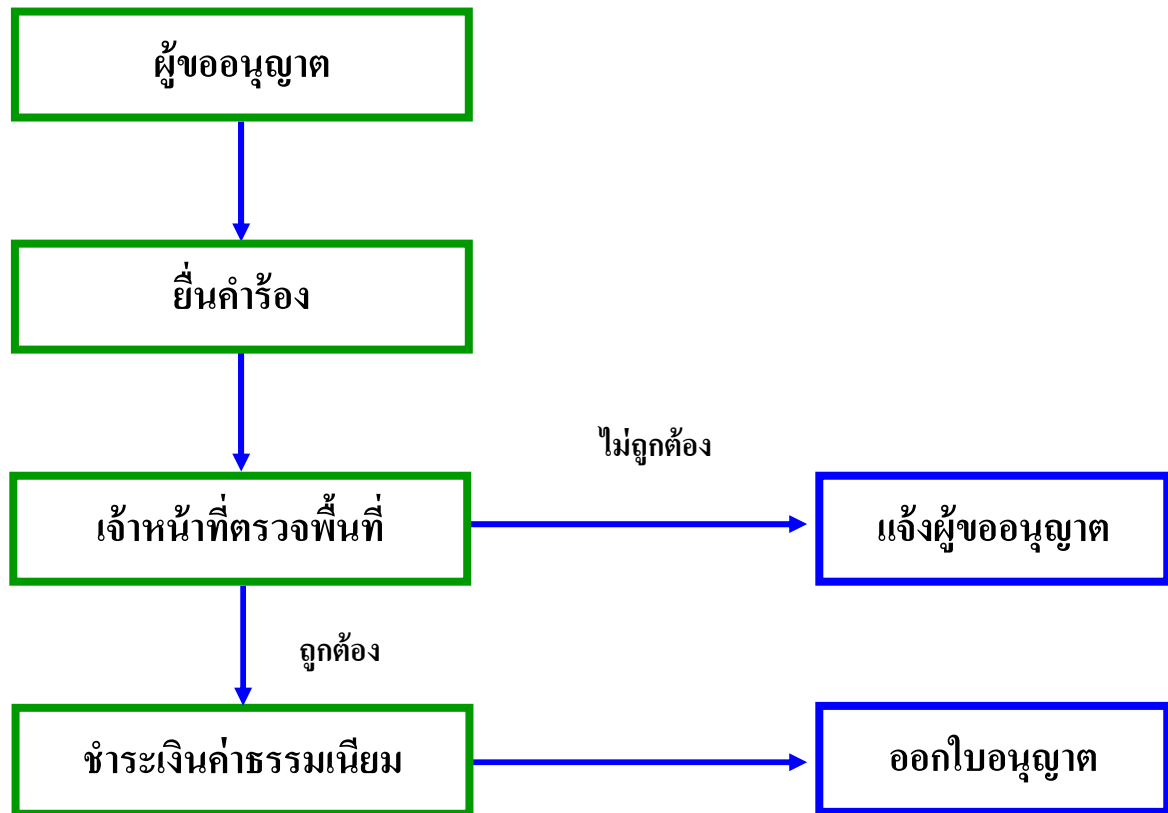 ผู้ขออนุญาต
ยื่นคำร้อง
ไม่ถูกต้อง
เจ้าหน้าที่ตรวจพื้นที่
แจ้งผู้ขออนุญาต
ถูกต้อง
ชำระเงินค่าธรรมเนียม
ออกใบอนุญาต